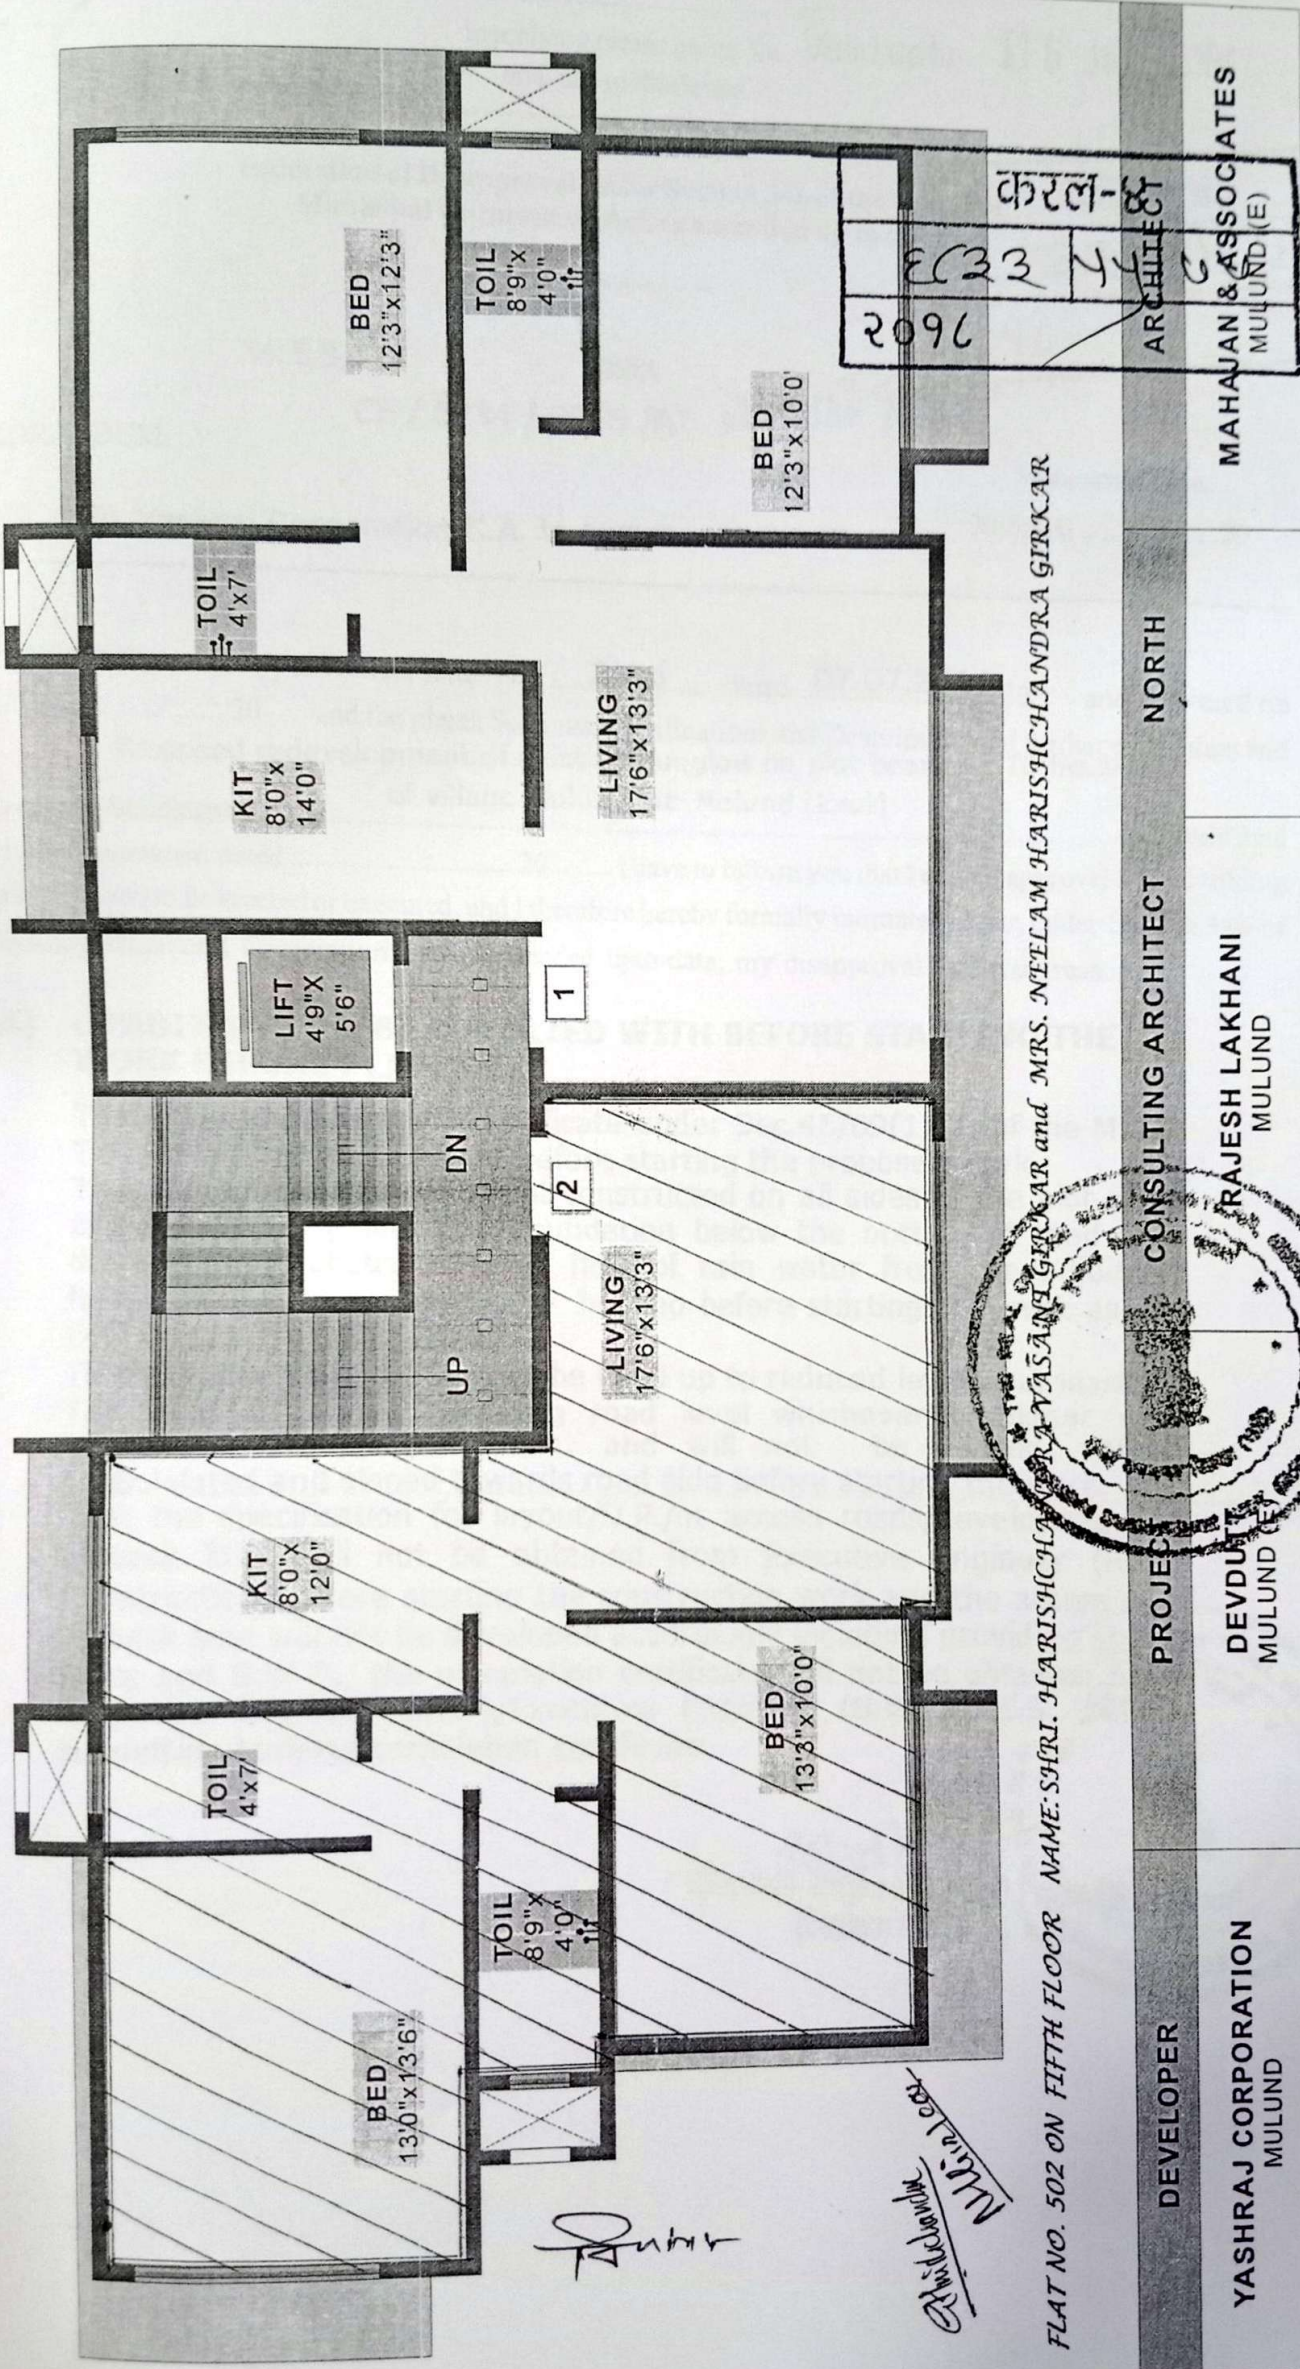 BED
13'0"x13'6"
TOIL
4'x7'
KIT
8'0"x
12'0"
TOIL
8'9"x
4'0"
BED
13'3"x10'0"
LIVING
17'6"x13'3"
UP
DN
2
1
LIFT
4'9"X
5'6"
KIT
8'0"x
14'0"
LIVING
17'6"x13'3"
TOIL
4'x7'
BED
12'3"x12'3"
TOIL
8'9"x
4'0"
BED
12'3"x10'0'
करल-
२०१८
FLAT NO. 502 ON FIFTH FLOOR NAME: SHRI. HARISHCHANDRA VASANT GIRKAR and MRS. NEELAM HARISHCHANDRA GIRKAR
DEVELOPER
YASHRAJ CORPORATION
MULUND
PROJECT
DEVDUTT
MULUND (E)
CONSULTING ARCHITECT
RAJESH LAKHANI
MULUND
NORTH
ARCHITECT
MAHAJAN & ASSOCIATES
MULUND (E)